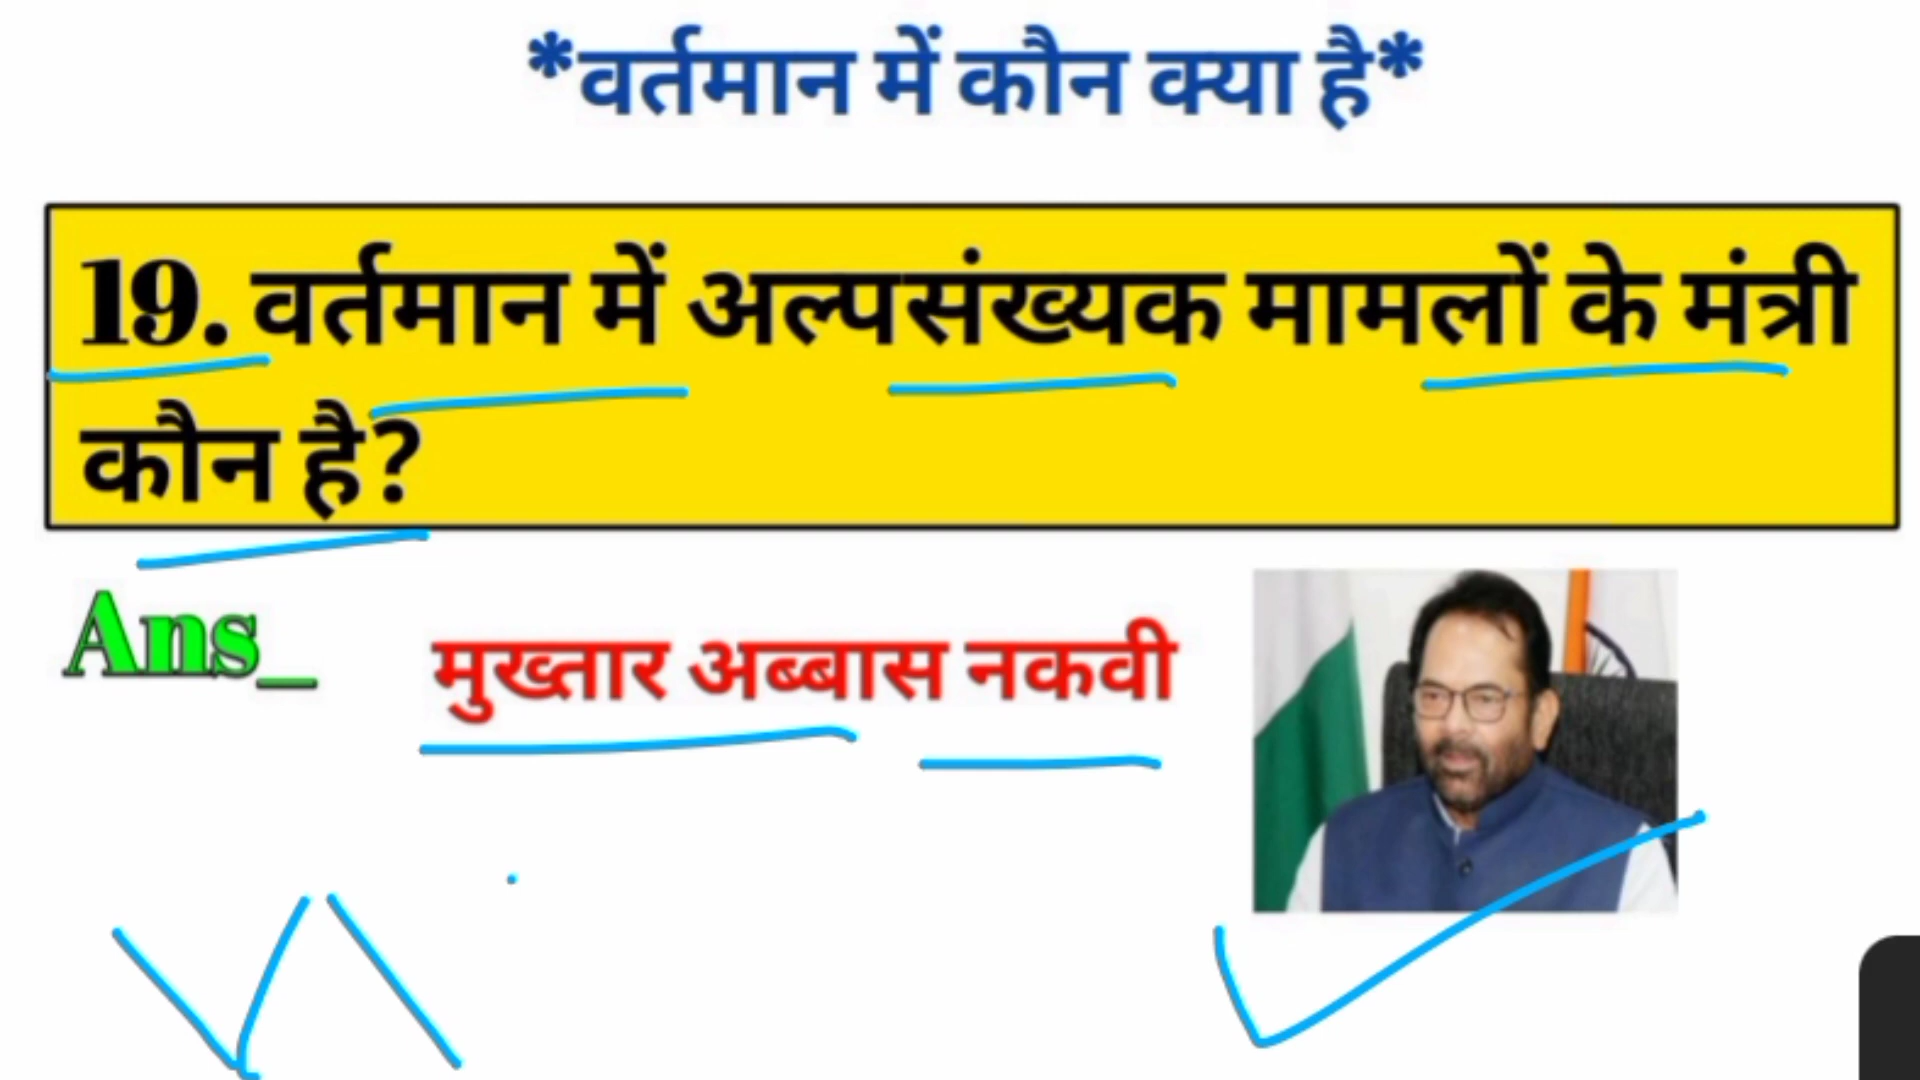 *वर्तमान में कौन क्या है*
19. वर्तमान में अल्पसंख्यक मामलों के मंत्री
कौन है?
Ans_ मुख्तार अब्बास नकवी